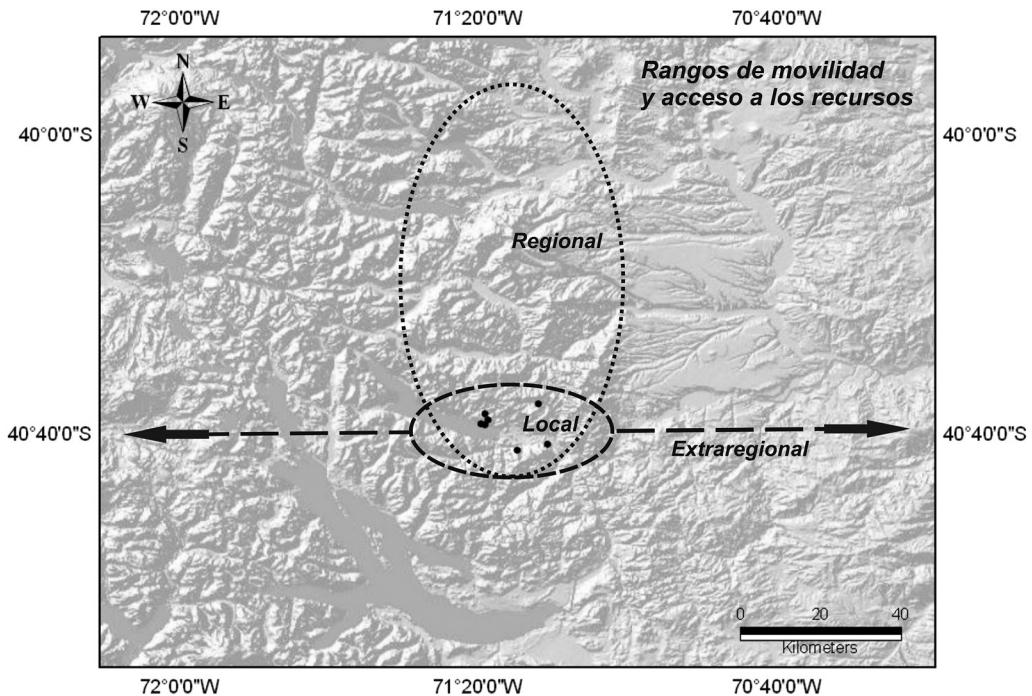 72°0'0"W
71°20'0"W
70°40'0"W
N
W
E
S
Rangos de movilidad
y acceso a los recursos
40°0'0"S
40°0'0"S
Regional
Local
40°40'0"S
40°40'0"S
Extraregional
0
20
40
Kilometers
72°0'0"W
71°20'0"W
70°40'0"W